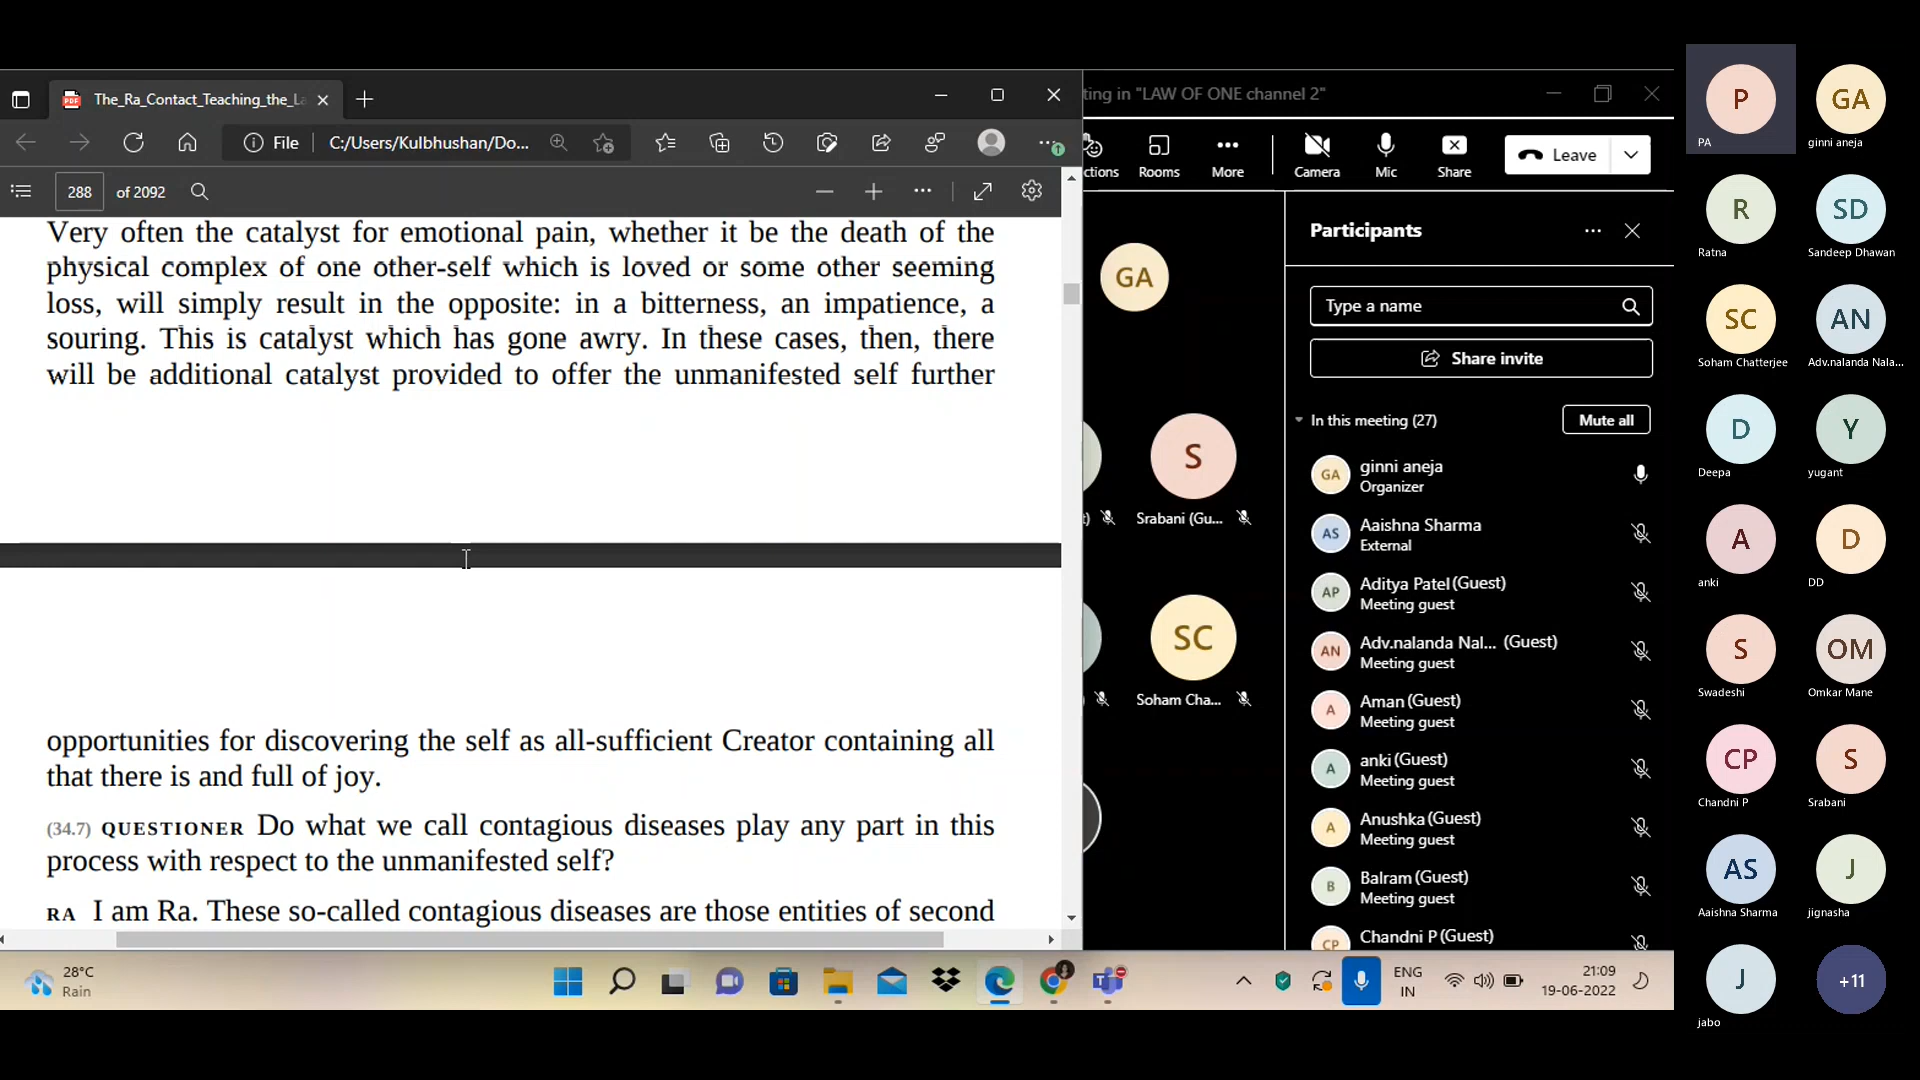 The_Ra_Contact_Teaching_the_La
File
C:/Users/Kulbhushan/Do...
288 of 2092
Very often the catalyst for emotional pain, whether it be the death of the
physical complex of one other-self which is loved or some other seeming
loss, will simply result in the opposite: in a bitterness, an impatience, a
souring. This is catalyst which has gone awry. In these cases, then, there
will be additional catalyst provided to offer the unmanifested self further
opportunities for discovering the self as all-sufficient Creator containing all
that there is and full of joy.
(34.7) QUESTIONER Do what we call contagious diseases play any part in this
process with respect to the unmanifested self?
RA I am Ra. These so-called contagious diseases are those entities of second
ting in "LAW OF ONE channel 2"
ctions
Rooms
More
Camera
Mic
Share
Leave
GA
S
Srabani (Gu...
SC
Soham Cha...
Participants
Type a name
Share invite
In this meeting (27)
Mute all
GA
ginni aneja
Organizer
AS
Aaishna Sharma
External
AP
Aditya Patel(Guest)
Meeting guest
AN
Adv.nalanda Nal... (Guest)
Meeting guest
A
Aman(Guest)
Meeting guest
A
anki(Guest)
Meeting guest
A
Anushka(Guest)
Meeting guest
B
Balram(Guest)
Meeting guest
CP
Chandni P(Guest)
P
PA
GA
ginni aneja
R
Ratna
SD
Sandeep Dhawan
SC
Soham Chatterjee
AN
Adv.nalanda Nala...
D
Deepa
Y
yugant
A
anki
D
DD
S
Swadeshi
OM
Omkar Mane
CP
Chandni P
S
Srabani
AS
Aaishna Sharma
J
jignasha
J
jabo
+11
28°C
Rain
ENG
IN
21:09
19-06-2022